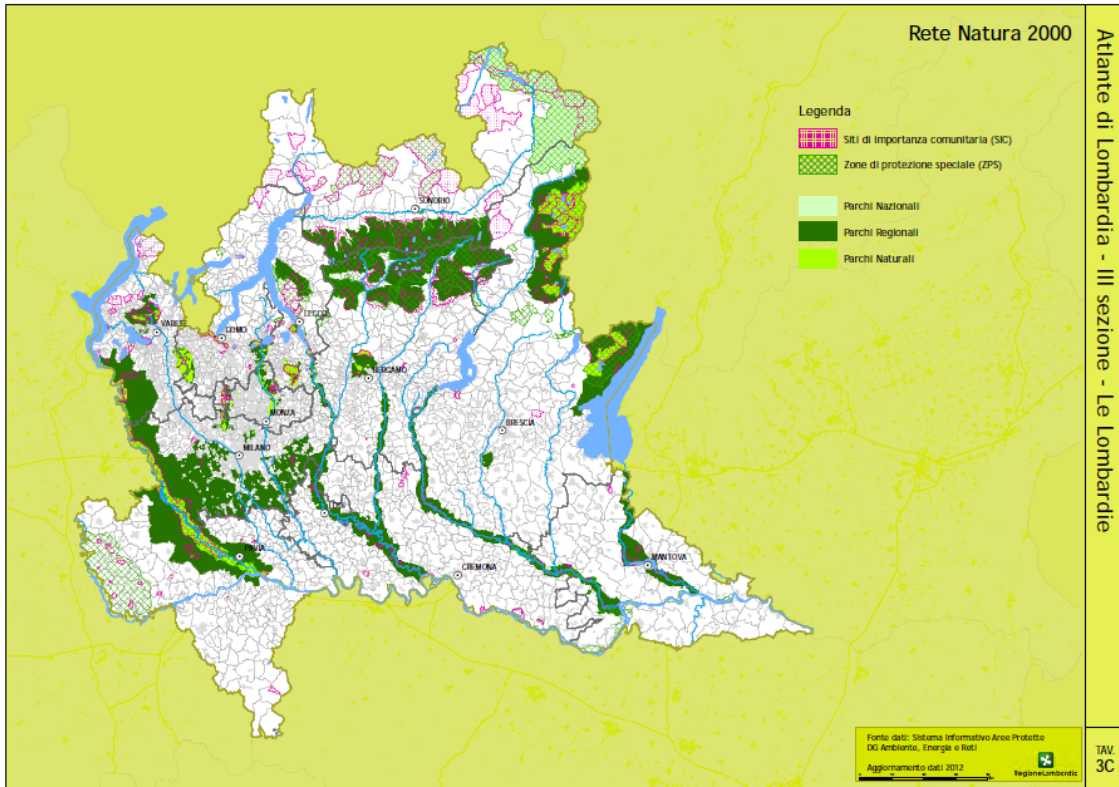 Rete Natura 2000
Legenda
Siti di importanza comunitaria (SIC)
Zone di protezione speciale (ZPS)
Parchi Nazionali
Parchi Regionali
Parchi Naturali
SONDRIO
LECCO
VARESE
COMO
BERGAMO
MONZA
BRESCIA
MILANO
LODI
PAVIA
MANTOVA
CREMONA
Fonte dati: Sistema Informativo Aree Protette
DG Ambiente, Energia e Reti
Aggiornamento dati 2012
RegioneLombardia
Atlante di Lombardia - III sezione - Le Lombardie
TAV.
3C